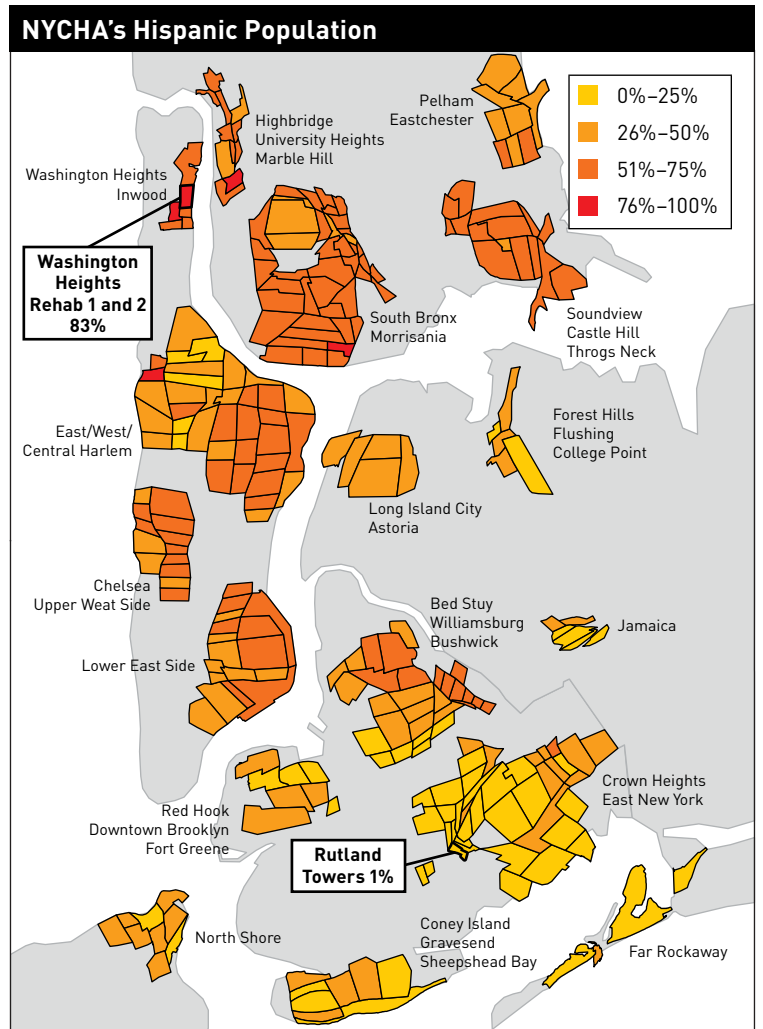 NYCHA's Hispanic Population
0%–25%
26%–50%
51%–75%
76%–100%
Pelham
Eastchester
Highbridge
University Heights
Marble Hill
Washington Heights
Inwood
Washington
Heights
Rehab 1 and 2
83%
South Bronx
Morrisania
Soundview
Castle Hill
Throgs Neck
East/West/
Central Harlem
Forest Hills
Flushing
College Point
Long Island City
Astoria
Chelsea
Upper Weat Side
Bed Stuy
Williamsburg
Bushwick
Jamaica
Lower East Side
Crown Heights
East New York
Red Hook
Downtown Brooklyn
Fort Greene
Rutland
Towers 1%
North Shore
Coney Island
Gravesend
Sheepshead Bay
Far Rockaway